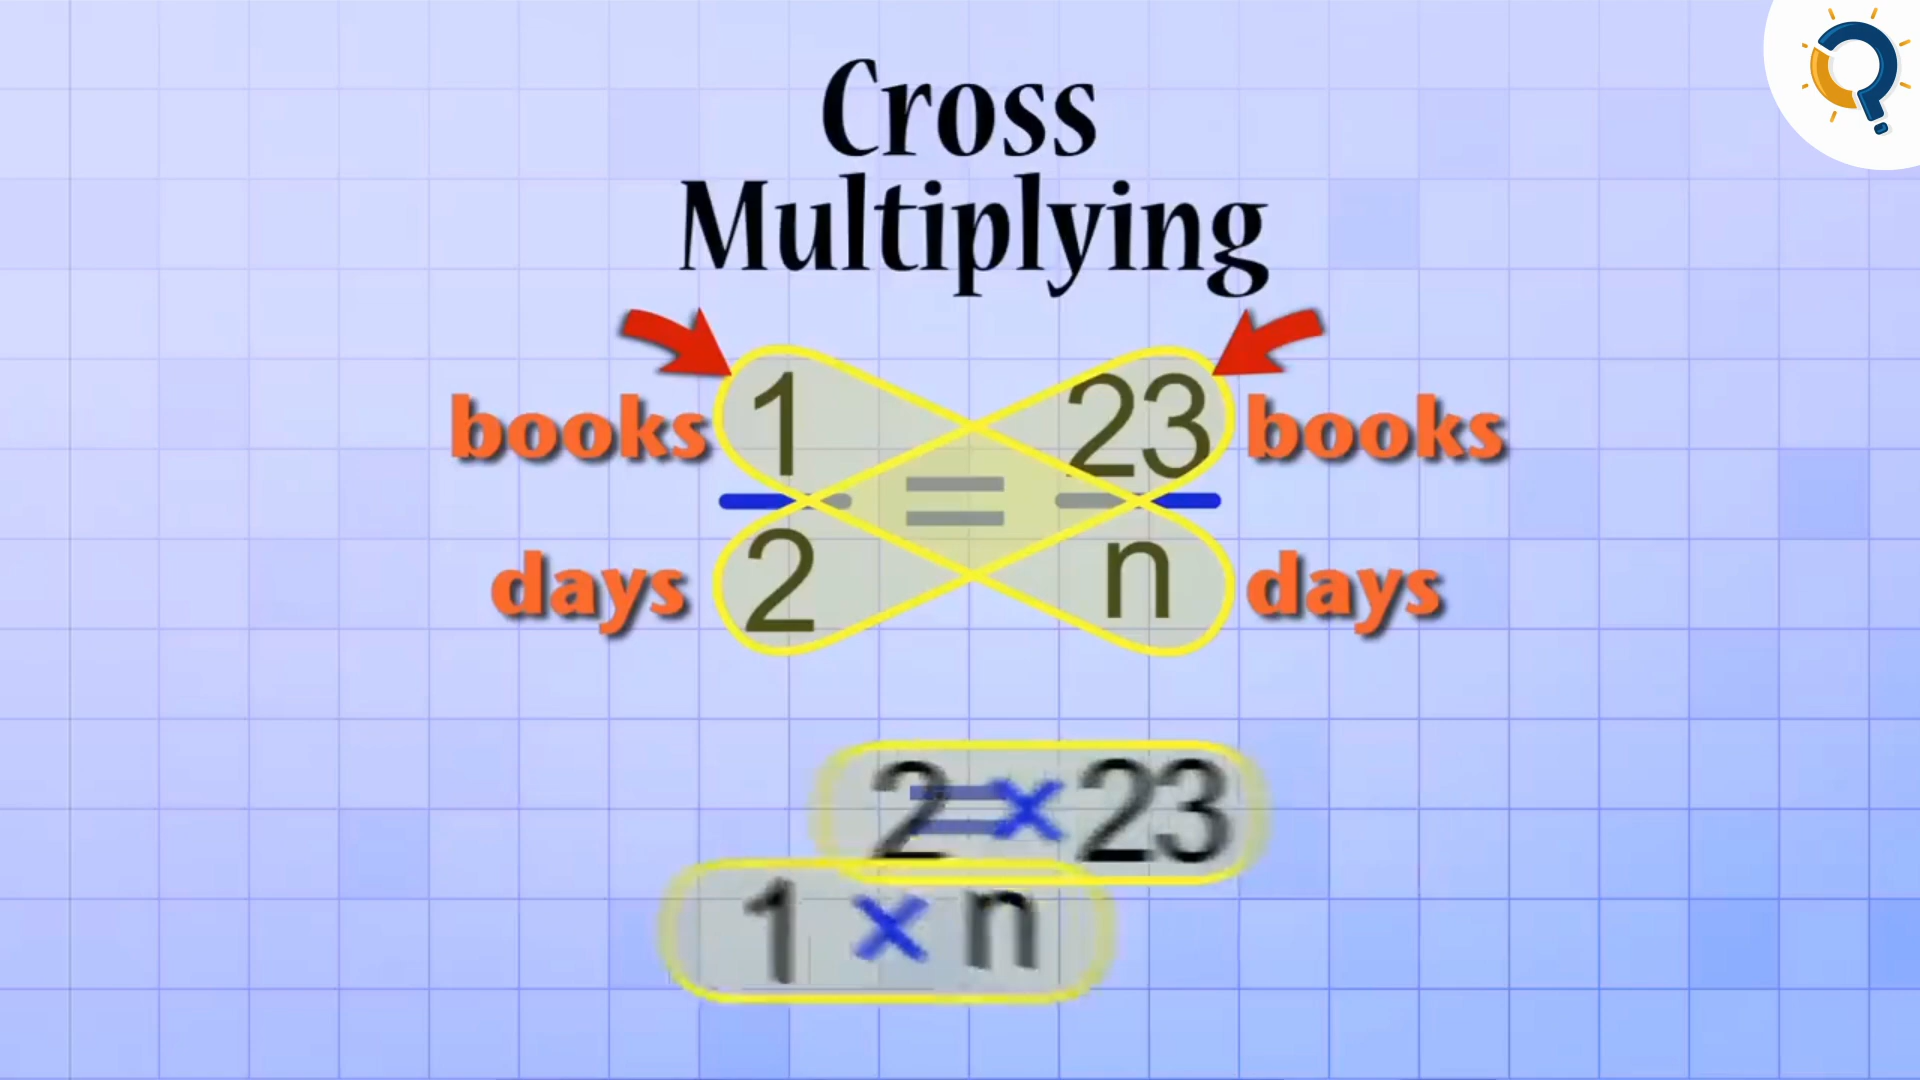 Cross
Multiplying
books 1 = 23 books
days 2 n days
2 = × 23
1 × n